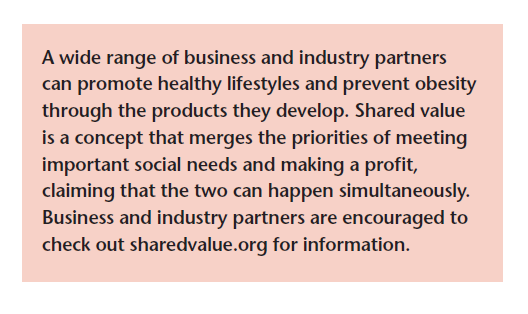 A wide range of business and industry partners
can promote healthy lifestyles and prevent obesity
through the products they develop. Shared value
is a concept that merges the priorities of meeting
important social needs and making a profit,
claiming that the two can happen simultaneously.
Business and industry partners are encouraged to
check out sharedvalue.org for information.